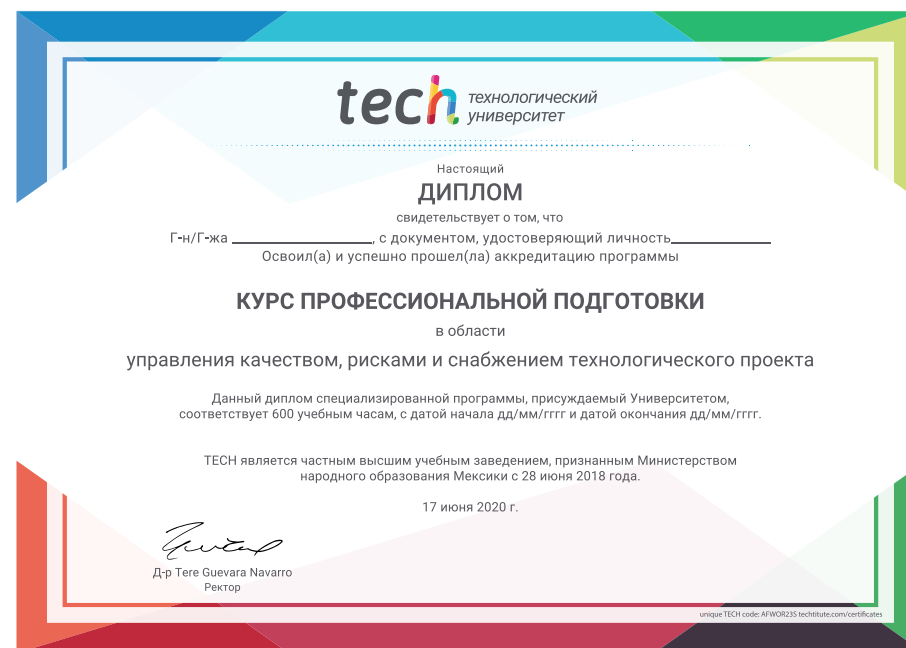 tech технологический
университет
Настоящий
ДИПЛОМ
свидетельствует о том, что
Г-н/Г-жа , с документом, удостоверяющий личность
Освоил(а) и успешно прошел(ла) аккредитацию программы
КУРС ПРОФЕССИОНАЛЬНОЙ ПОДГОТОВКИ
в области
управления качеством, рисками и снабжением технологического проекта
Данный диплом специализированной программы, присуждаемый Университетом,
соответствует 600 учебным часам, с датой начала дд/мм/гггг и датой окончания дд/мм/гггг.
ТЕСН является частным высшим учебным заведением, признанным Министерством
народного образования Мексики с 28 июня 2018 года.
17 июня 2020 г.
Д-р Tere Guevara Navarro
Ректор
unique TECH code: AFWOR23S techtitute.com/certificates